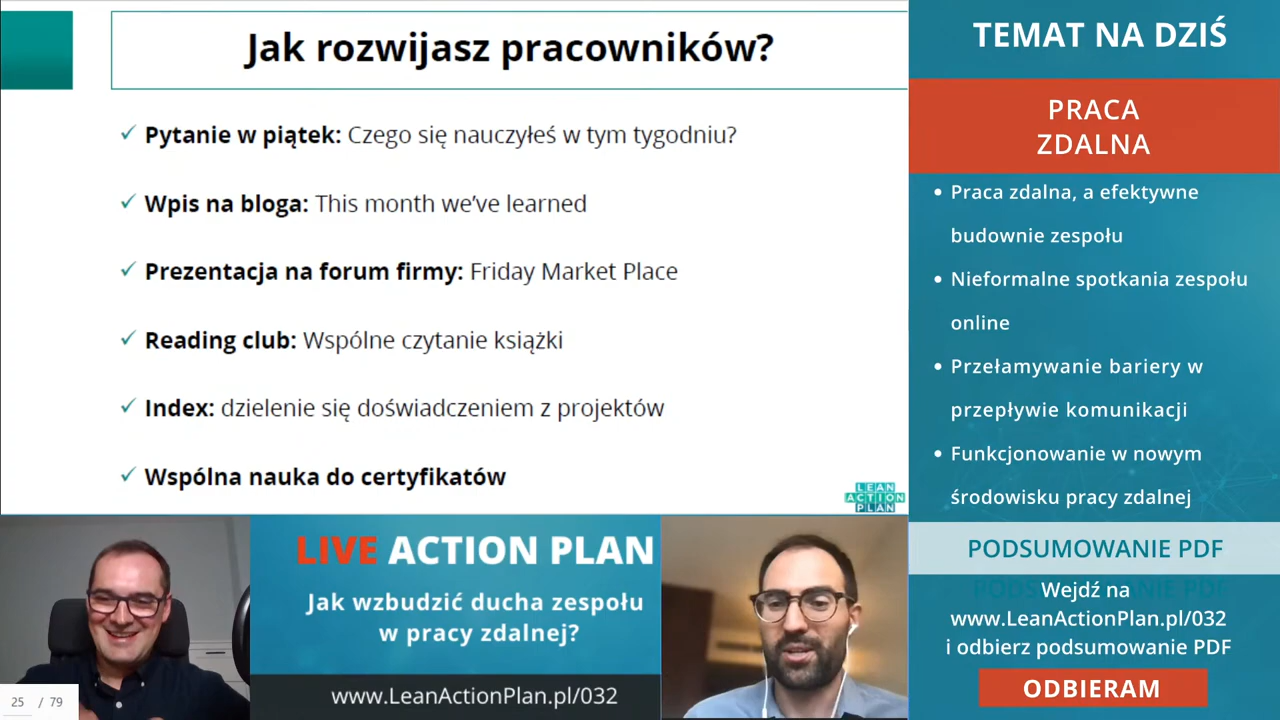 Jak rozwijasz pracowników?
✓ Pytanie w piątek: Czego się nauczyłeś w tym tygodniu?
✓ Wpis na bloga: This month we've learned
✓ Prezentacja na forum firmy: Friday Market Place
✓ Reading club: Wspólne czytanie książki
✓ Index: dzielenie się doświadczeniem z projektów
✓ Wspólna nauka do certyfikatów
LEAN
ACTION
PLAN
LIVE ACTION PLAN
Jak wzbudzić ducha zespołu
w pracy zdalnej?
www.LeanActionPlan.pl/032
25 / 79
TEMAT NA DZIŚ
PRACA
ZDALNA
• Praca zdalna, a efektywne
budownie zespołu
• Nieformalne spotkania zespołu
online
• Przełamywanie bariery w
przepływie komunikacji
• Funkcjonowanie w nowym
środowisku pracy zdalnej
PODSUMOWANIE PDF
PODSUMOWANIE PDF
Wejdź na
www.LeanActionPlan.pl/032
i odbierz podsumowanie PDF
ODBIERAM